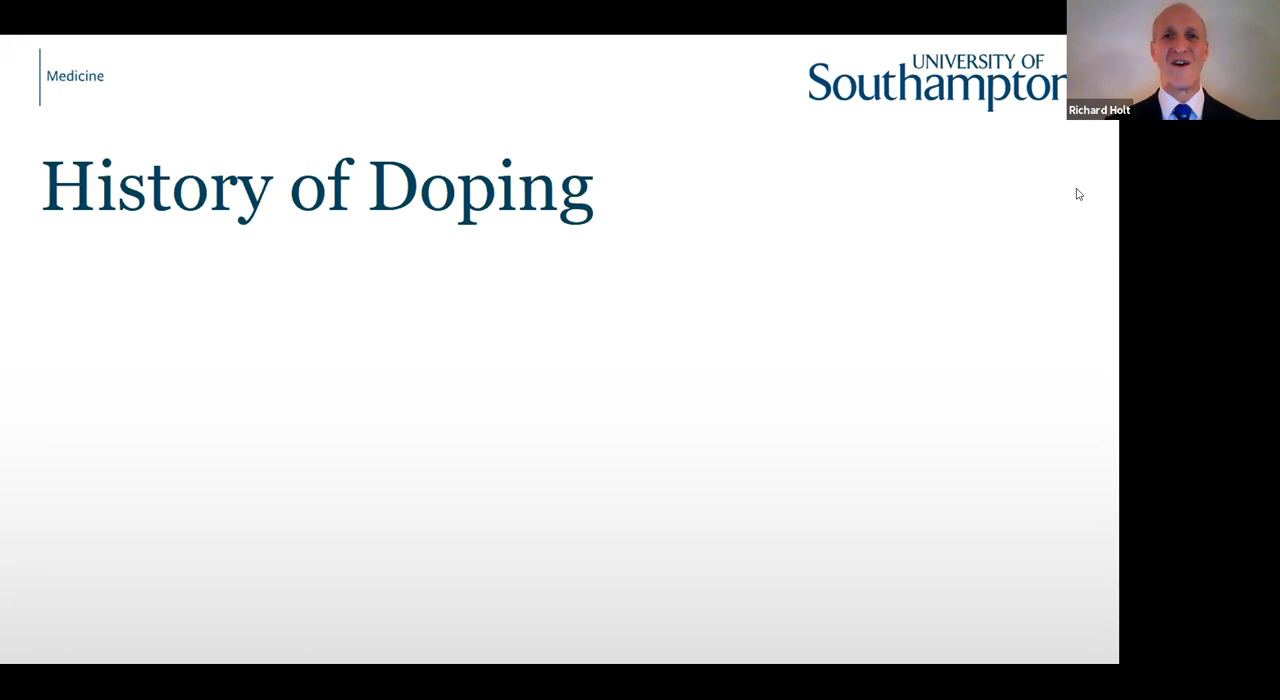 Medicine
UNIVERSITY OF
Southampton
Richard Holt
History of Doping